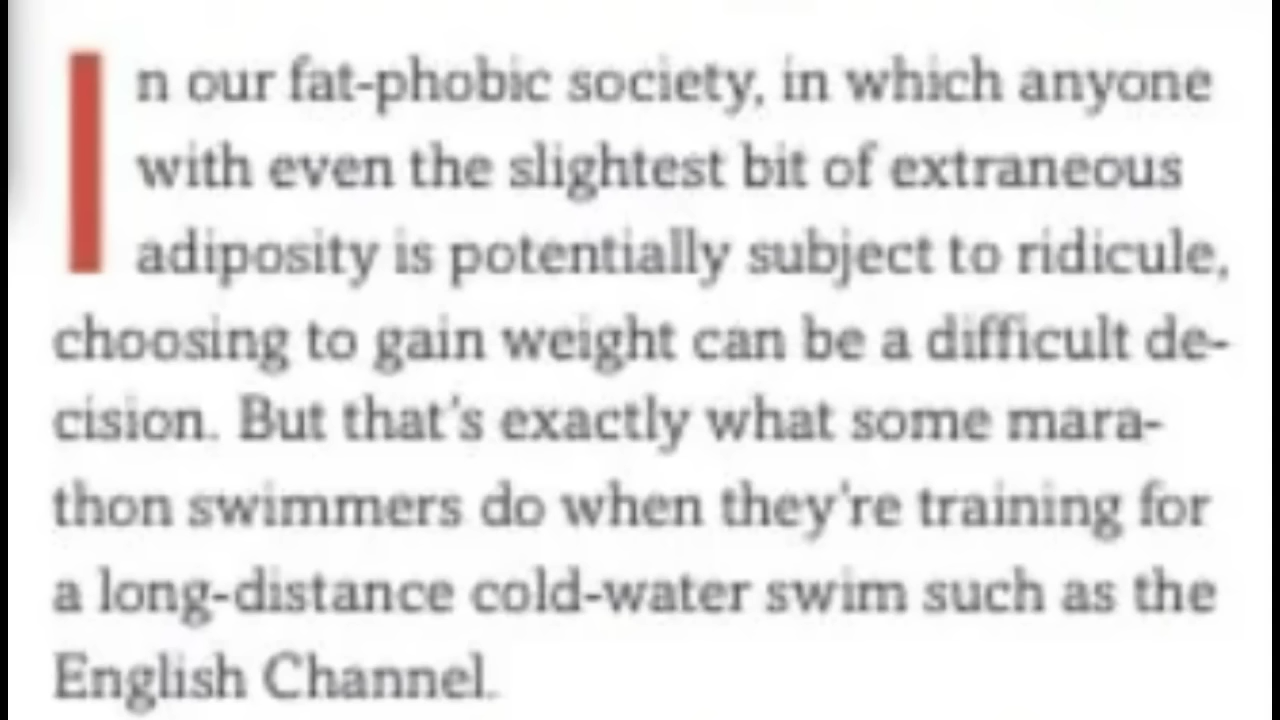 In our fat-phobic society, in which anyone
with even the slightest bit of extraneous
adiposity is potentially subject to ridicule,
choosing to gain weight can be a difficult de-
cision. But that's exactly what some mara-
thon swimmers do when they're training for
a long-distance cold-water swim such as the
English Channel.